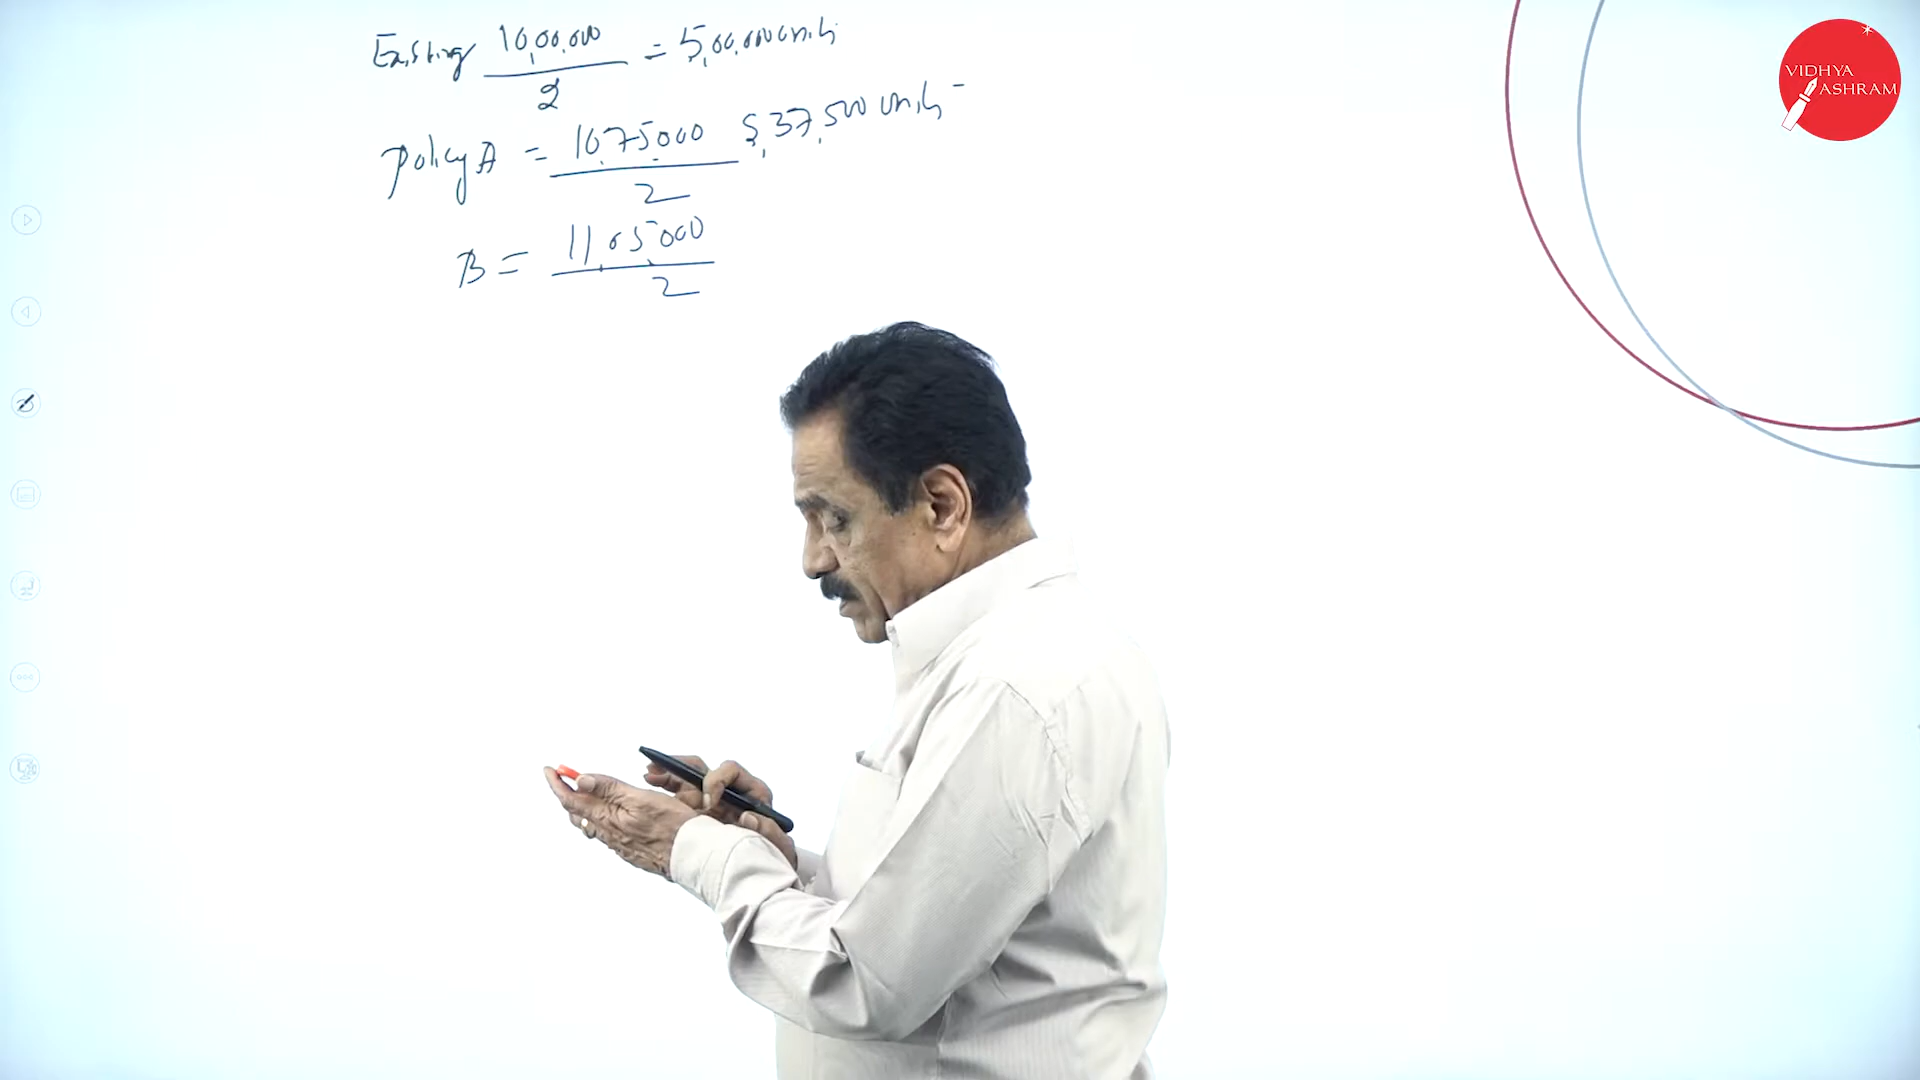 Existing 10,00,000 / 2 = 5,00,000 units
Policy A = 10,75,000 / 2 5,37,500 units
B = 11,05,000 / 2
VIDHYA
ASHRAM